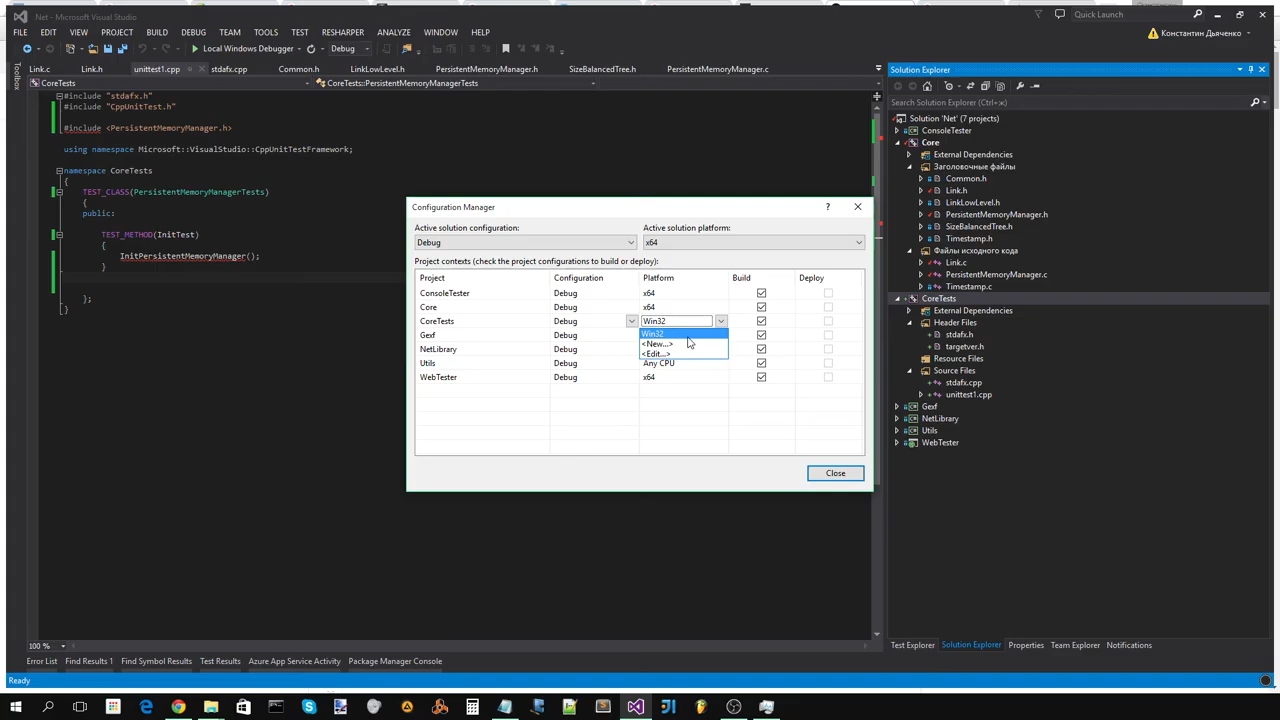 Net - Microsoft Visual Studio
Quick Launch
FILE EDIT VIEW PROJECT BUILD DEBUG TEAM TOOLS TEST RESHARPER ANALYZE WINDOW HELP
Константин Дьяченко
Local Windows Debugger
Debug
Toolbox
Link.c Link.h unittest1.cpp stdafx.cpp Common.h LinkLowLevel.h PersistentMemoryManager.h SizeBalancedTree.h PersistentMemoryManager.c
CoreTests
CoreTests::PersistentMemoryManagerTests
#include "stdafx.h"
#include "CppUnitTest.h"
#include <PersistentMemoryManager.h>
using namespace Microsoft::VisualStudio::CppUnitTestFramework;
namespace CoreTests
{
TEST_CLASS(PersistentMemoryManagerTests)
{
public:
TEST_METHOD(InitTest)
{
InitPersistentMemoryManager();
}
};
}
100 %
Configuration Manager
?
Active solution configuration:
Active solution platform:
Debug
x64
Project contexts (check the project configurations to build or deploy):
Project Configuration Platform Build Deploy
ConsoleTester Debug x64
Core Debug x64
CoreTests Debug Win32
Win32
<New...>
<Edit...>
Gexf Debug
NetLibrary Debug
Utils Debug Any CPU
WebTester Debug x64
Close
Solution Explorer
Search Solution Explorer (Ctrl+ж)
Solution 'Net' (7 projects)
ConsoleTester
Core
External Dependencies
Заголовочные файлы
Common.h
Link.h
LinkLowLevel.h
PersistentMemoryManager.h
SizeBalancedTree.h
Timestamp.h
Файлы исходного кода
Link.c
PersistentMemoryManager.c
Timestamp.c
CoreTests
External Dependencies
Header Files
stdafx.h
targetver.h
Resource Files
Source Files
stdafx.cpp
unittest1.cpp
Gexf
NetLibrary
Utils
WebTester
Test Explorer Solution Explorer Properties Team Explorer Notifications
Error List Find Results 1 Find Symbol Results Test Results Azure App Service Activity Package Manager Console
Ready